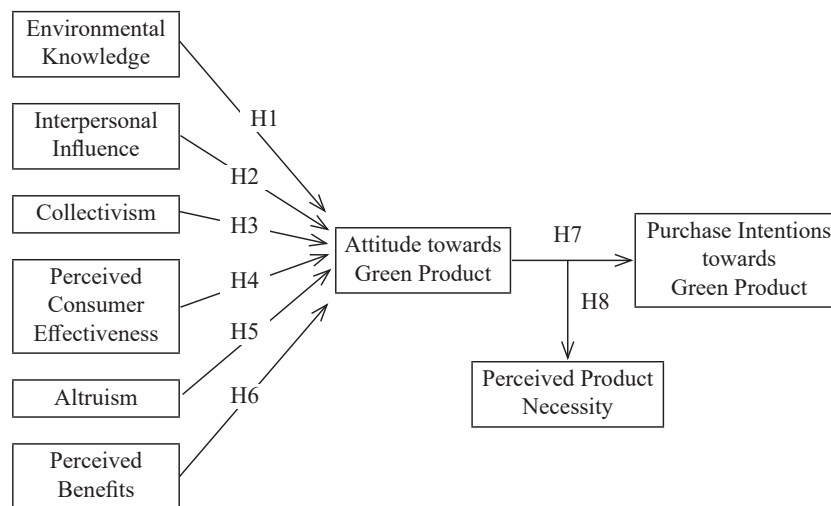 Environmental
Knowledge
H1
Interpersonal
Influence
H2
Collectivism
H3
Perceived
Consumer
Effectiveness
H4
Altruism
H5
Perceived
Benefits
H6
Attitude towards
Green Product
H7
Purchase Intentions
towards
Green Product
H8
Perceived Product
Necessity